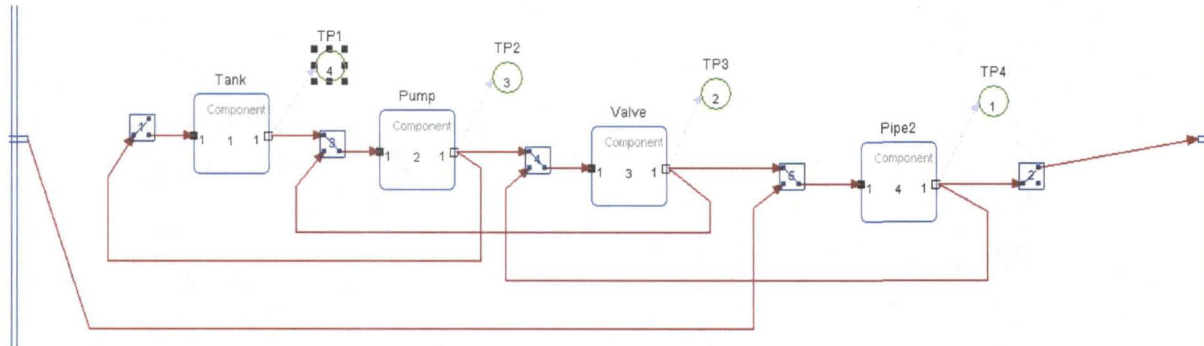 TP1
4
TP2
3
TP3
2
TP4
1
Tank
Component
1 1 1
Pump
Component
1 2 1
Valve
Component
1 3 1
Pipe2
Component
1 4 1
1
3
4
5
2